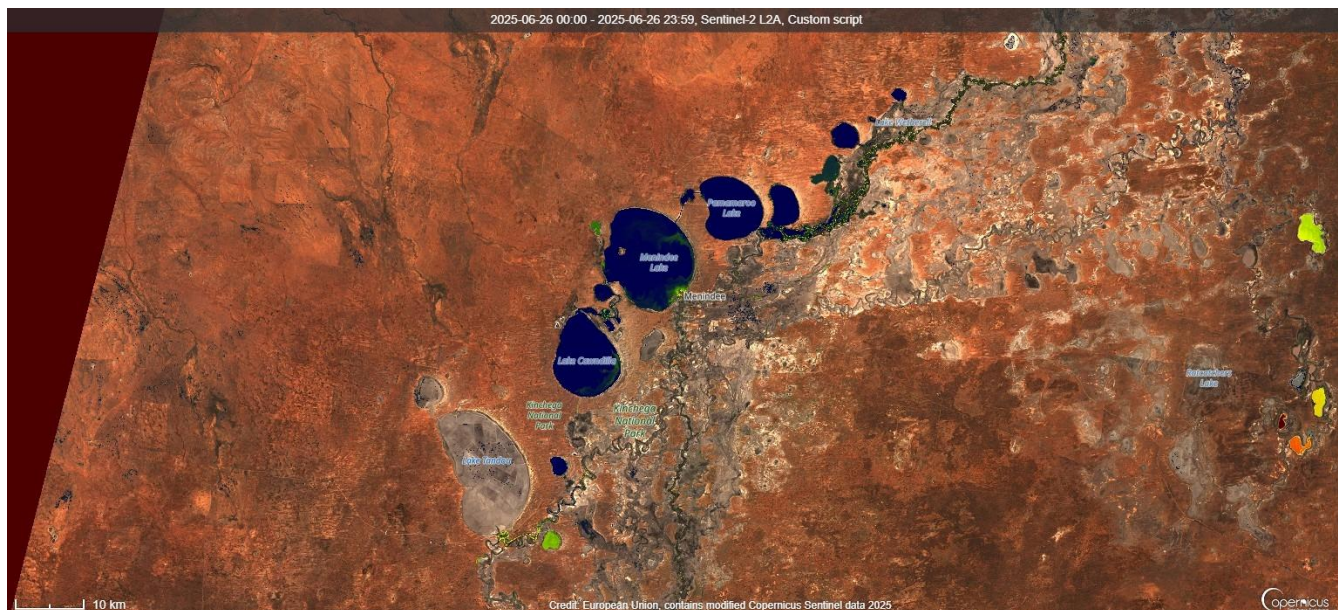 2025-06-26 00:00 - 2025-06-26 23:59, Sentinel-2 L2A, Custom script
Lake Wetherell
Pamamaroo
Lake
Menindee
Lake
Menindee
Lake Cawndilla
Ratcatchers
Lake
Kinchega
National
Park
Kinchega
National
Park
Lake Tandou
10 km
Credit: European Union, contains modified Copernicus Sentinel data 2025
opernicus